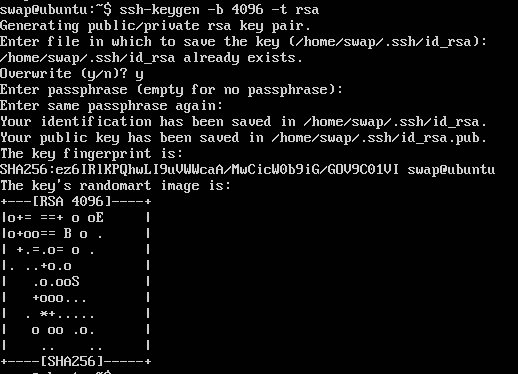 swap@ubuntu:~$ ssh-keygen -b 4096 -t rsa
Generating public/private rsa key pair.
Enter file in which to save the key (/home/swap/.ssh/id_rsa):
/home/swap/.ssh/id_rsa already exists.
Overwrite (y/n)? y
Enter passphrase (empty for no passphrase):
Enter same passphrase again:
Your identification has been saved in /home/swap/.ssh/id_rsa.
Your public key has been saved in /home/swap/.ssh/id_rsa.pub.
The key fingerprint is:
SHA256:ez6IRlKPQhwLI9uVWWcaA/MwCicW0b9iG/GOV9C01VI swap@ubuntu
The key's randomart image is:
+---[RSA 4096]----+
|o+= ==+ o oE     |
|o+oo== B o .     |
| +.=.o= o .      |
|. ..+o.o         |
|   .o.ooS        |
|   +ooo...       |
|  . *+.....      |
|   o oo .o.      |
|    ..    ..     |
+----[SHA256]-----+